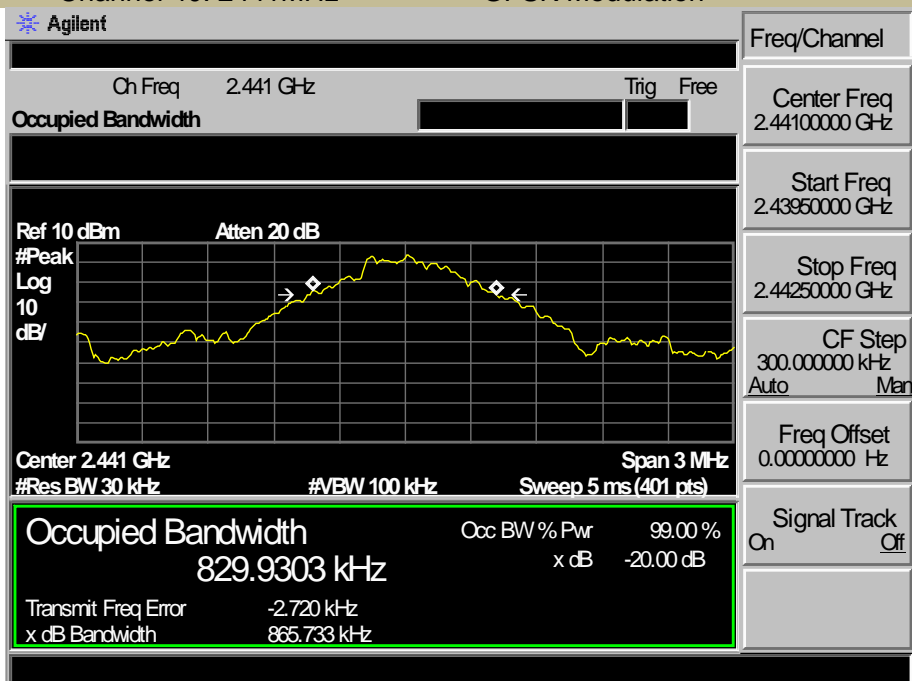 Agilent
Freq/Channel
Ch Freq 2.441 GHz Trig Free
Occupied Bandwidth
Center Freq
2.44100000 GHz
Start Freq
2.43950000 GHz
Stop Freq
2.44250000 GHz
CF Step
300.000000 kHz
Auto Man
Freq Offset
0.00000000 Hz
Signal Track
On Off
Ref 10 dBm Atten 20 dB
#Peak
Log
10
dB/
Center 2.441 GHz Span 3 MHz
#Res BW 30 kHz #VBW 100 kHz Sweep 5 ms (401 pts)
Occupied Bandwidth
829.9303 kHz
Occ BW % Pwr 99.00 %
x dB -20.00 dB
Transmit Freq Error -2.720 kHz
x dB Bandwidth 865.733 kHz